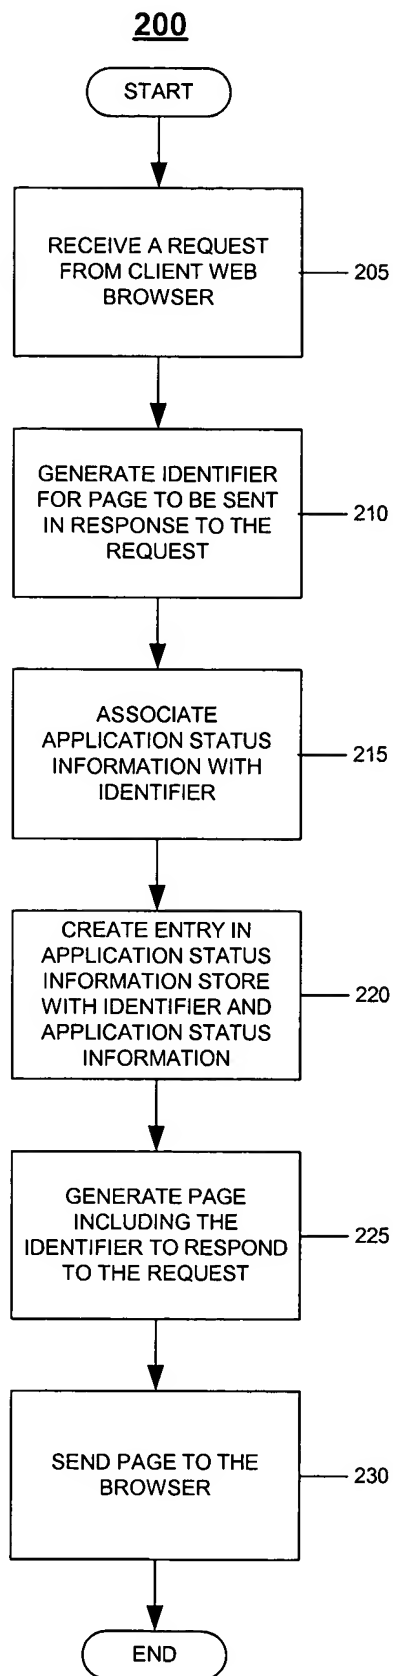 200
START
RECEIVE A REQUEST
FROM CLIENT WEB
BROWSER
205
GENERATE IDENTIFIER
FOR PAGE TO BE SENT
IN RESPONSE TO THE
REQUEST
210
ASSOCIATE
APPLICATION STATUS
INFORMATION WITH
IDENTIFIER
215
CREATE ENTRY IN
APPLICATION STATUS
INFORMATION STORE
WITH IDENTIFIER AND
APPLICATION STATUS
INFORMATION
220
GENERATE PAGE
INCLUDING THE
IDENTIFIER TO RESPOND
TO THE REQUEST
225
SEND PAGE TO THE
BROWSER
230
END